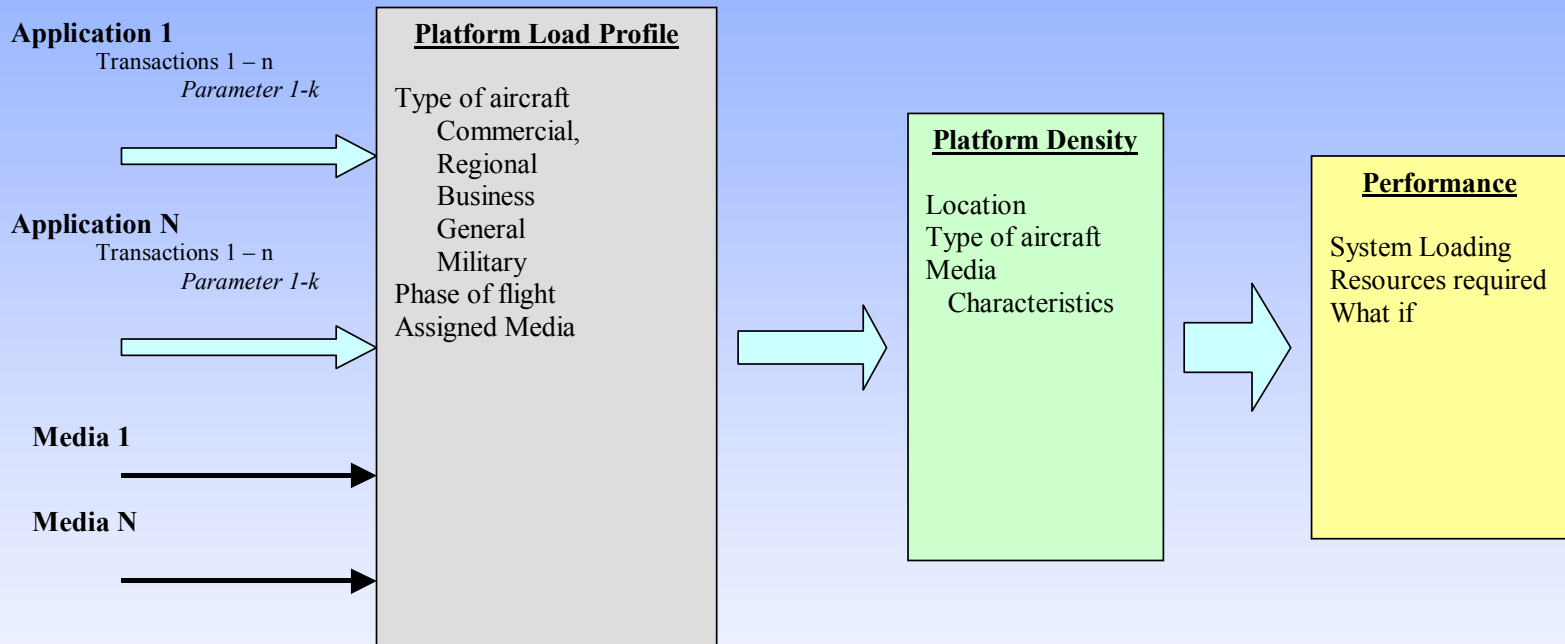 Application 1
Transactions 1 – n
Parameter 1-k
Application N
Transactions 1 – n
Parameter 1-k
Media 1
Media N
Platform Load Profile
Type of aircraft
Commercial,
Regional
Business
General
Military
Phase of flight
Assigned Media
Platform Density
Location
Type of aircraft
Media
Characteristics
Performance
System Loading
Resources required
What if